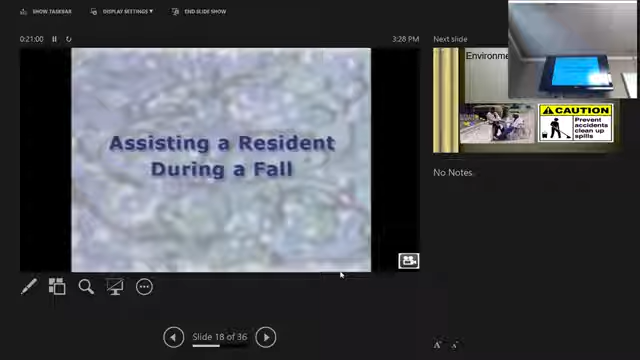 SHOW TASKBAR
DISPLAY SETTINGS ▼
END SLIDE SHOW
0:21:00
3:28 PM
Next slide
Assisting a Resident
During a Fall
Environme
CAUTION
Prevent
accidents
clean up
spills
No Notes.
Slide 18 of 36
A A